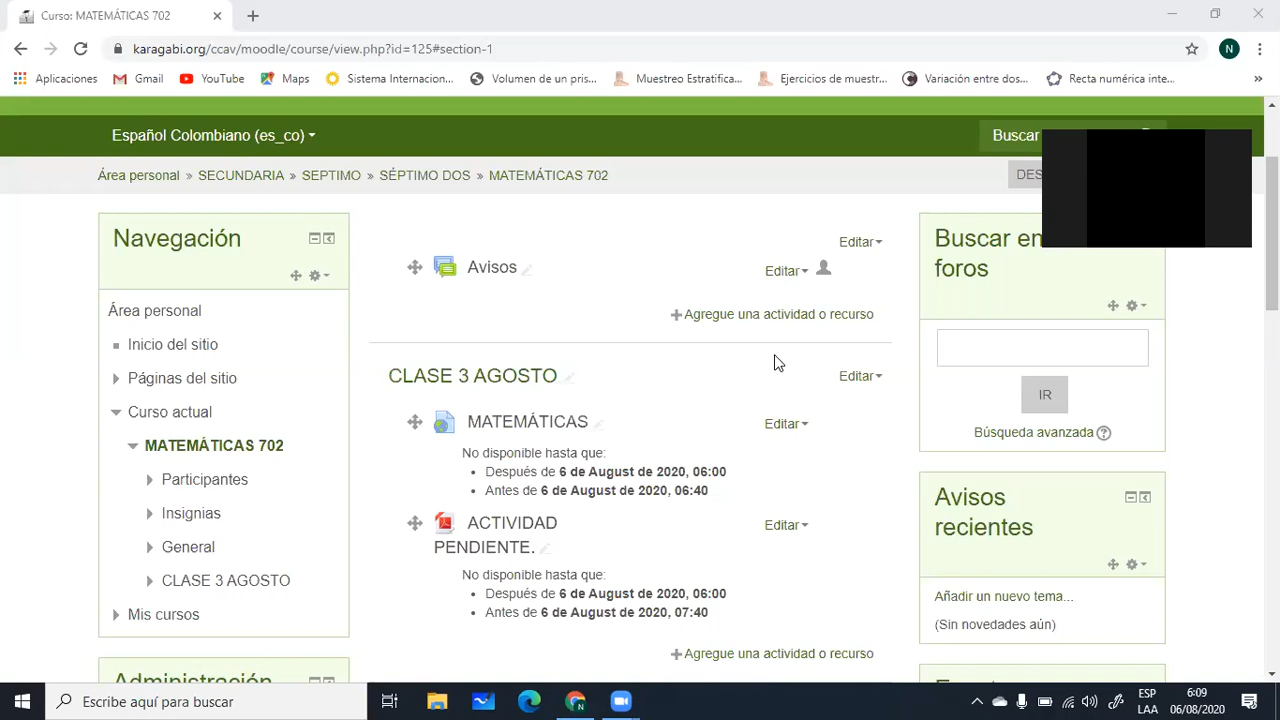 Curso: MATEMÁTICAS 702
karagabi.org/ccav/moodle/course/view.php?id=125#section-1
N
Aplicaciones Gmail YouTube Maps Sistema Internacion... Volumen de un pris... Muestreo Estratifica... Ejercicios de muestr... Variación entre dos... Recta numérica inte... »
Español Colombiano (es_co)
Buscar
Área personal » SECUNDARIA » SEPTIMO » SÉPTIMO DOS » MATEMÁTICAS 702
DES
Navegación
Área personal
Inicio del sitio
Páginas del sitio
Curso actual
MATEMÁTICAS 702
Participantes
Insignias
General
CLASE 3 AGOSTO
Mis cursos
Administración
Editar
Avisos
Editar
Agregue una actividad o recurso
CLASE 3 AGOSTO
Editar
MATEMÁTICAS
Editar
No disponible hasta que:
• Después de 6 de August de 2020, 06:00
• Antes de 6 de August de 2020, 06:40
ACTIVIDAD
PENDIENTE.
Editar
No disponible hasta que:
• Después de 6 de August de 2020, 06:00
• Antes de 6 de August de 2020, 07:40
Agregue una actividad o recurso
Buscar en
foros
IR
Búsqueda avanzada
Avisos
recientes
Añadir un nuevo tema...
(Sin novedades aún)
Escribe aquí para buscar
ESP
LAA
6:09
06/08/2020